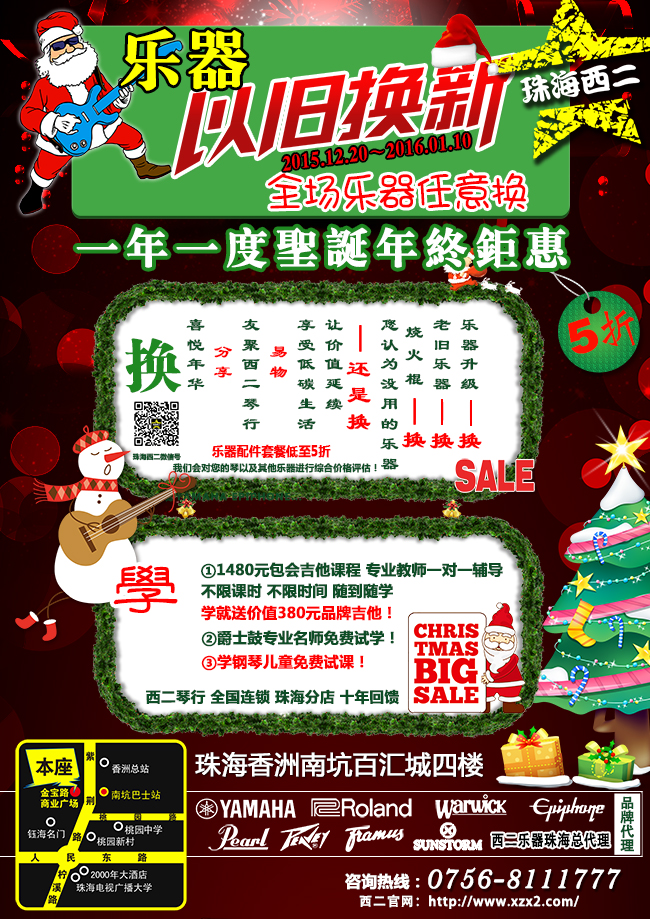 乐器
以旧换新
珠海西二
2015.12.20～2016.01.10
全场乐器任意换
一年一度聖誕年終鉅惠
5折
换
乐器升级——换
老旧乐器——换
烧火棍——换
您认为没用的乐器
—还是换
让价值延续
享受低碳生活
易物
友聚西二琴行
分享
喜悦年华
珠海西二微信号
乐器配件套餐低至5折
我们会对您的琴以及其他乐器进行综合价格评估！
SALE
學
①1480元包会吉他课程 专业教师一对一辅导
不限课时 不限时间 随到随学
学就送价值380元品牌吉他！
②爵士鼓专业名师免费试学！
③学钢琴儿童免费试课！
CHRIS
TMAS
BIG
SALE
西二琴行 全国连锁 珠海分店 十年回馈
珠海香洲南坑百汇城四楼
本座
金宝路
商业广场
紫荆路
香洲总站
南坑巴士站
桃园路
钰海名门
桃园中学
桃园新村
人民东路
柠溪路
2000年大酒店
珠海电视广播大学
YAMAHA
Roland
Warwick
Epiphone
Pearl
PEAVEY
Framus
SUNSTORM
西二乐器珠海总代理
品牌代理
咨询热线：0756-8111777
西二官网：http://www.xzx2.com/